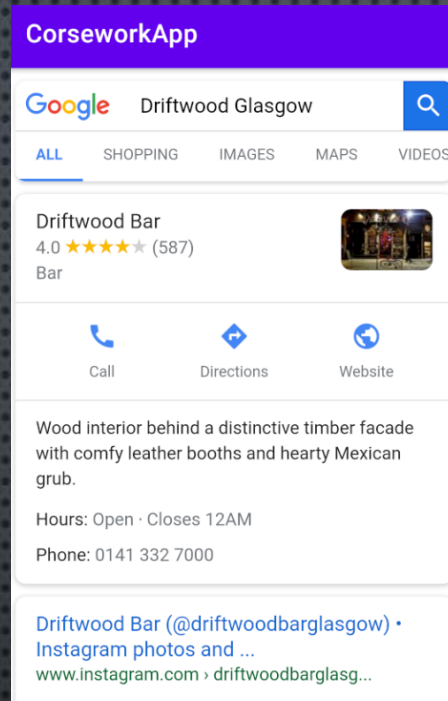 CorseworkApp
Google Driftwood Glasgow
ALL SHOPPING IMAGES MAPS VIDEOS
Driftwood Bar
4.0 (587)
Bar
Call Directions Website
Wood interior behind a distinctive timber facade
with comfy leather booths and hearty Mexican
grub.
Hours: Open · Closes 12AM
Phone: 0141 332 7000
Driftwood Bar (@driftwoodbarglasgow) •
Instagram photos and ...
www.instagram.com › driftwoodbarglasg...